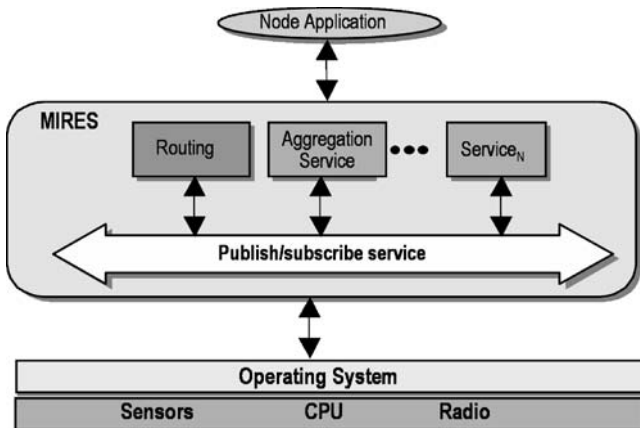 Node Application
MIRES
Routing
Aggregation
Service
Service_N
Publish/subscribe service
Operating System
Sensors CPU Radio